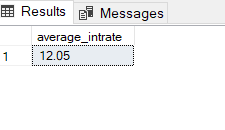 Results Messages
average_intrate
1 12.05